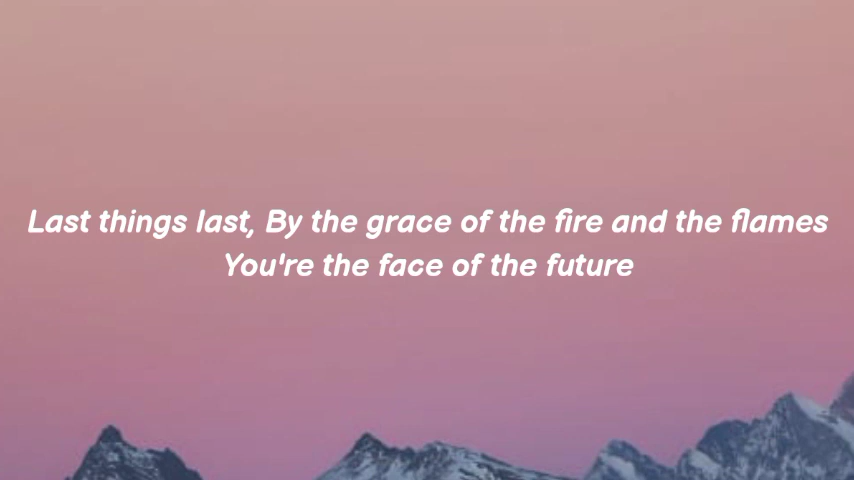 Last things last, By the grace of the fire and the flames
You're the face of the future